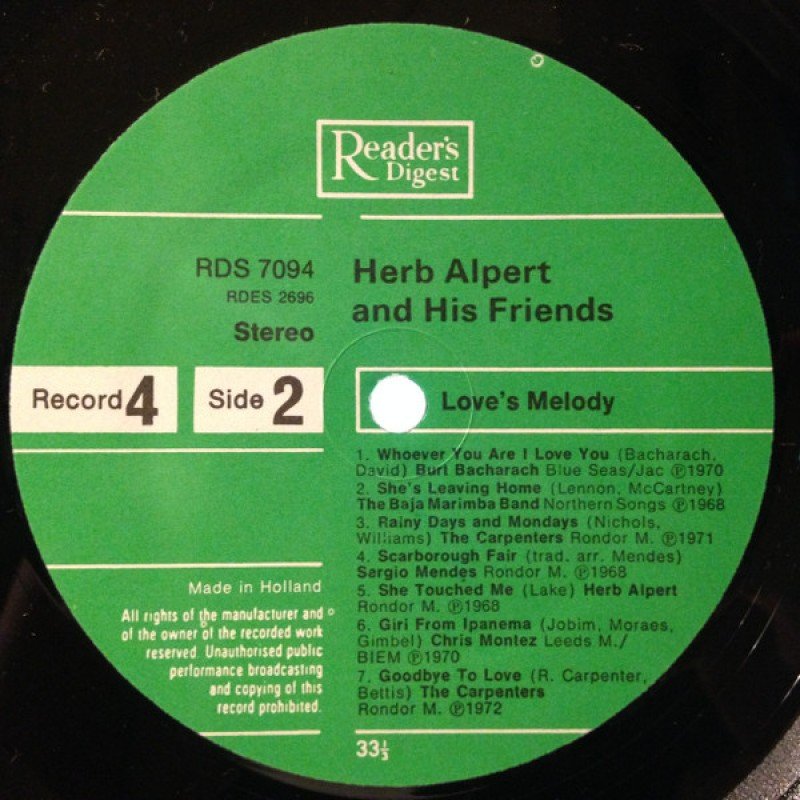 Reader's
Digest
RDS 7094
RDES 2696
Stereo
Herb Alpert
and His Friends
Record 4
Side 2
Love's Melody
1. Whoever You Are I Love You (Bacharach,
David) Burt Bacharach Blue Seas/Jac ℗1970
2. She's Leaving Home (Lennon, McCartney)
The Baja Marimba Band Northern Songs ℗1968
3. Rainy Days and Mondays (Nichols,
Williams) The Carpenters Rondor M. ℗1971
4. Scarborough Fair (trad. arr. Mendes)
Sergio Mendes Rondor M. ℗1968
5. She Touched Me (Lake) Herb Alpert
Rondor M. ℗1968
6. Girl From Ipanema (Jobim, Moraes,
Gimbel) Chris Montez Leeds M./
BIEM ℗1970
7. Goodbye To Love (R. Carpenter,
Bettis) The Carpenters
Rondor M. ℗1972
Made in Holland
All rights of the manufacturer and
of the owner of the recorded work
reserved. Unauthorised public
performance broadcasting
and copying of this
record prohibited.
33⅓